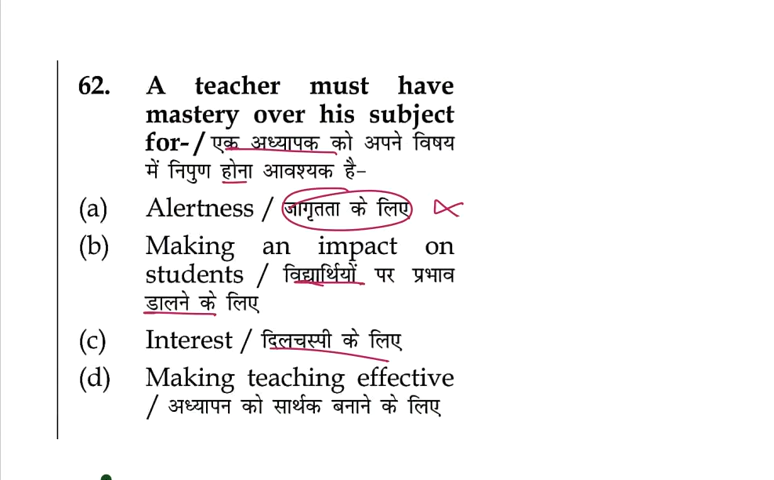 62. A teacher must have
mastery over his subject
for-/ एक अध्यापक को अपने विषय
में निपुण होना आवश्यक है-
(a) Alertness / जागृतता के लिए
(b) Making an impact on
students / विद्यार्थियों पर प्रभाव
डालने के लिए
(c) Interest / दिलचस्पी के लिए
(d) Making teaching effective
/ अध्यापन को सार्थक बनाने के लिए